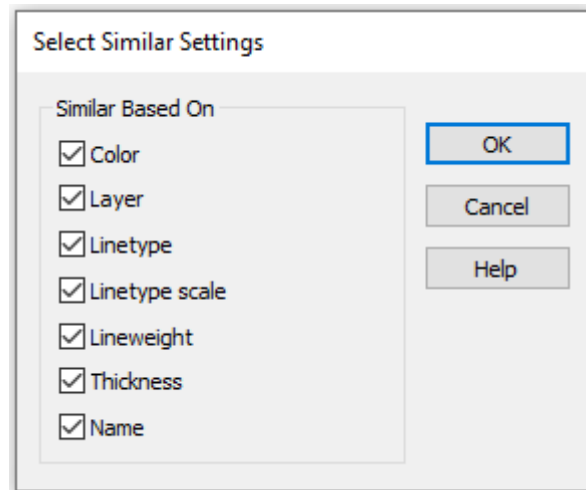 Select Similar Settings
Similar Based On
Color
Layer
Linetype
Linetype scale
Lineweight
Thickness
Name
OK
Cancel
Help